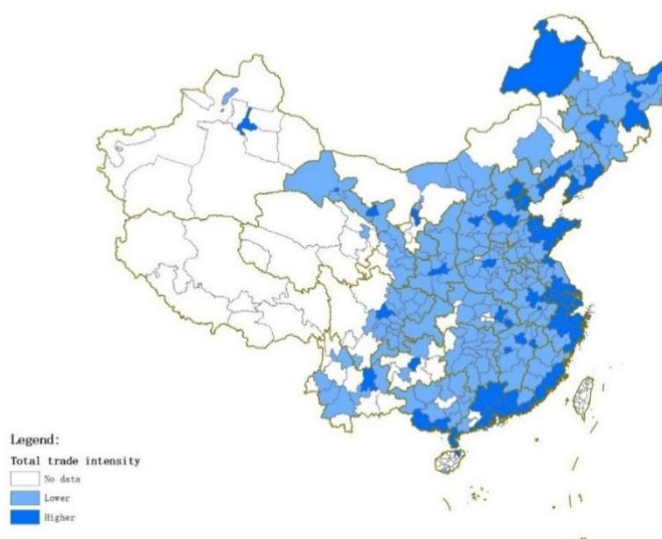 Legend:
Total trade intensity
No data
Lower
Higher